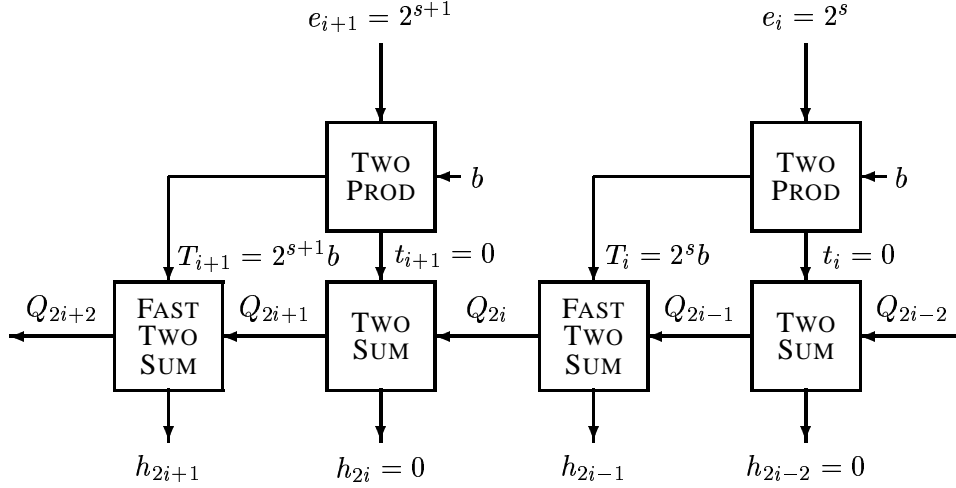 e_{i+1} = 2^{s+1}
e_i = 2^s
TWO
PROD
b
TWO
PROD
b
T_{i+1} = 2^{s+1}b
t_{i+1} = 0
T_i = 2^s b
t_i = 0
Q_{2i+2}
FAST
TWO
SUM
Q_{2i+1}
TWO
SUM
Q_{2i}
FAST
TWO
SUM
Q_{2i−1}
TWO
SUM
Q_{2i−2}
h_{2i+1}
h_{2i} = 0
h_{2i−1}
h_{2i−2} = 0